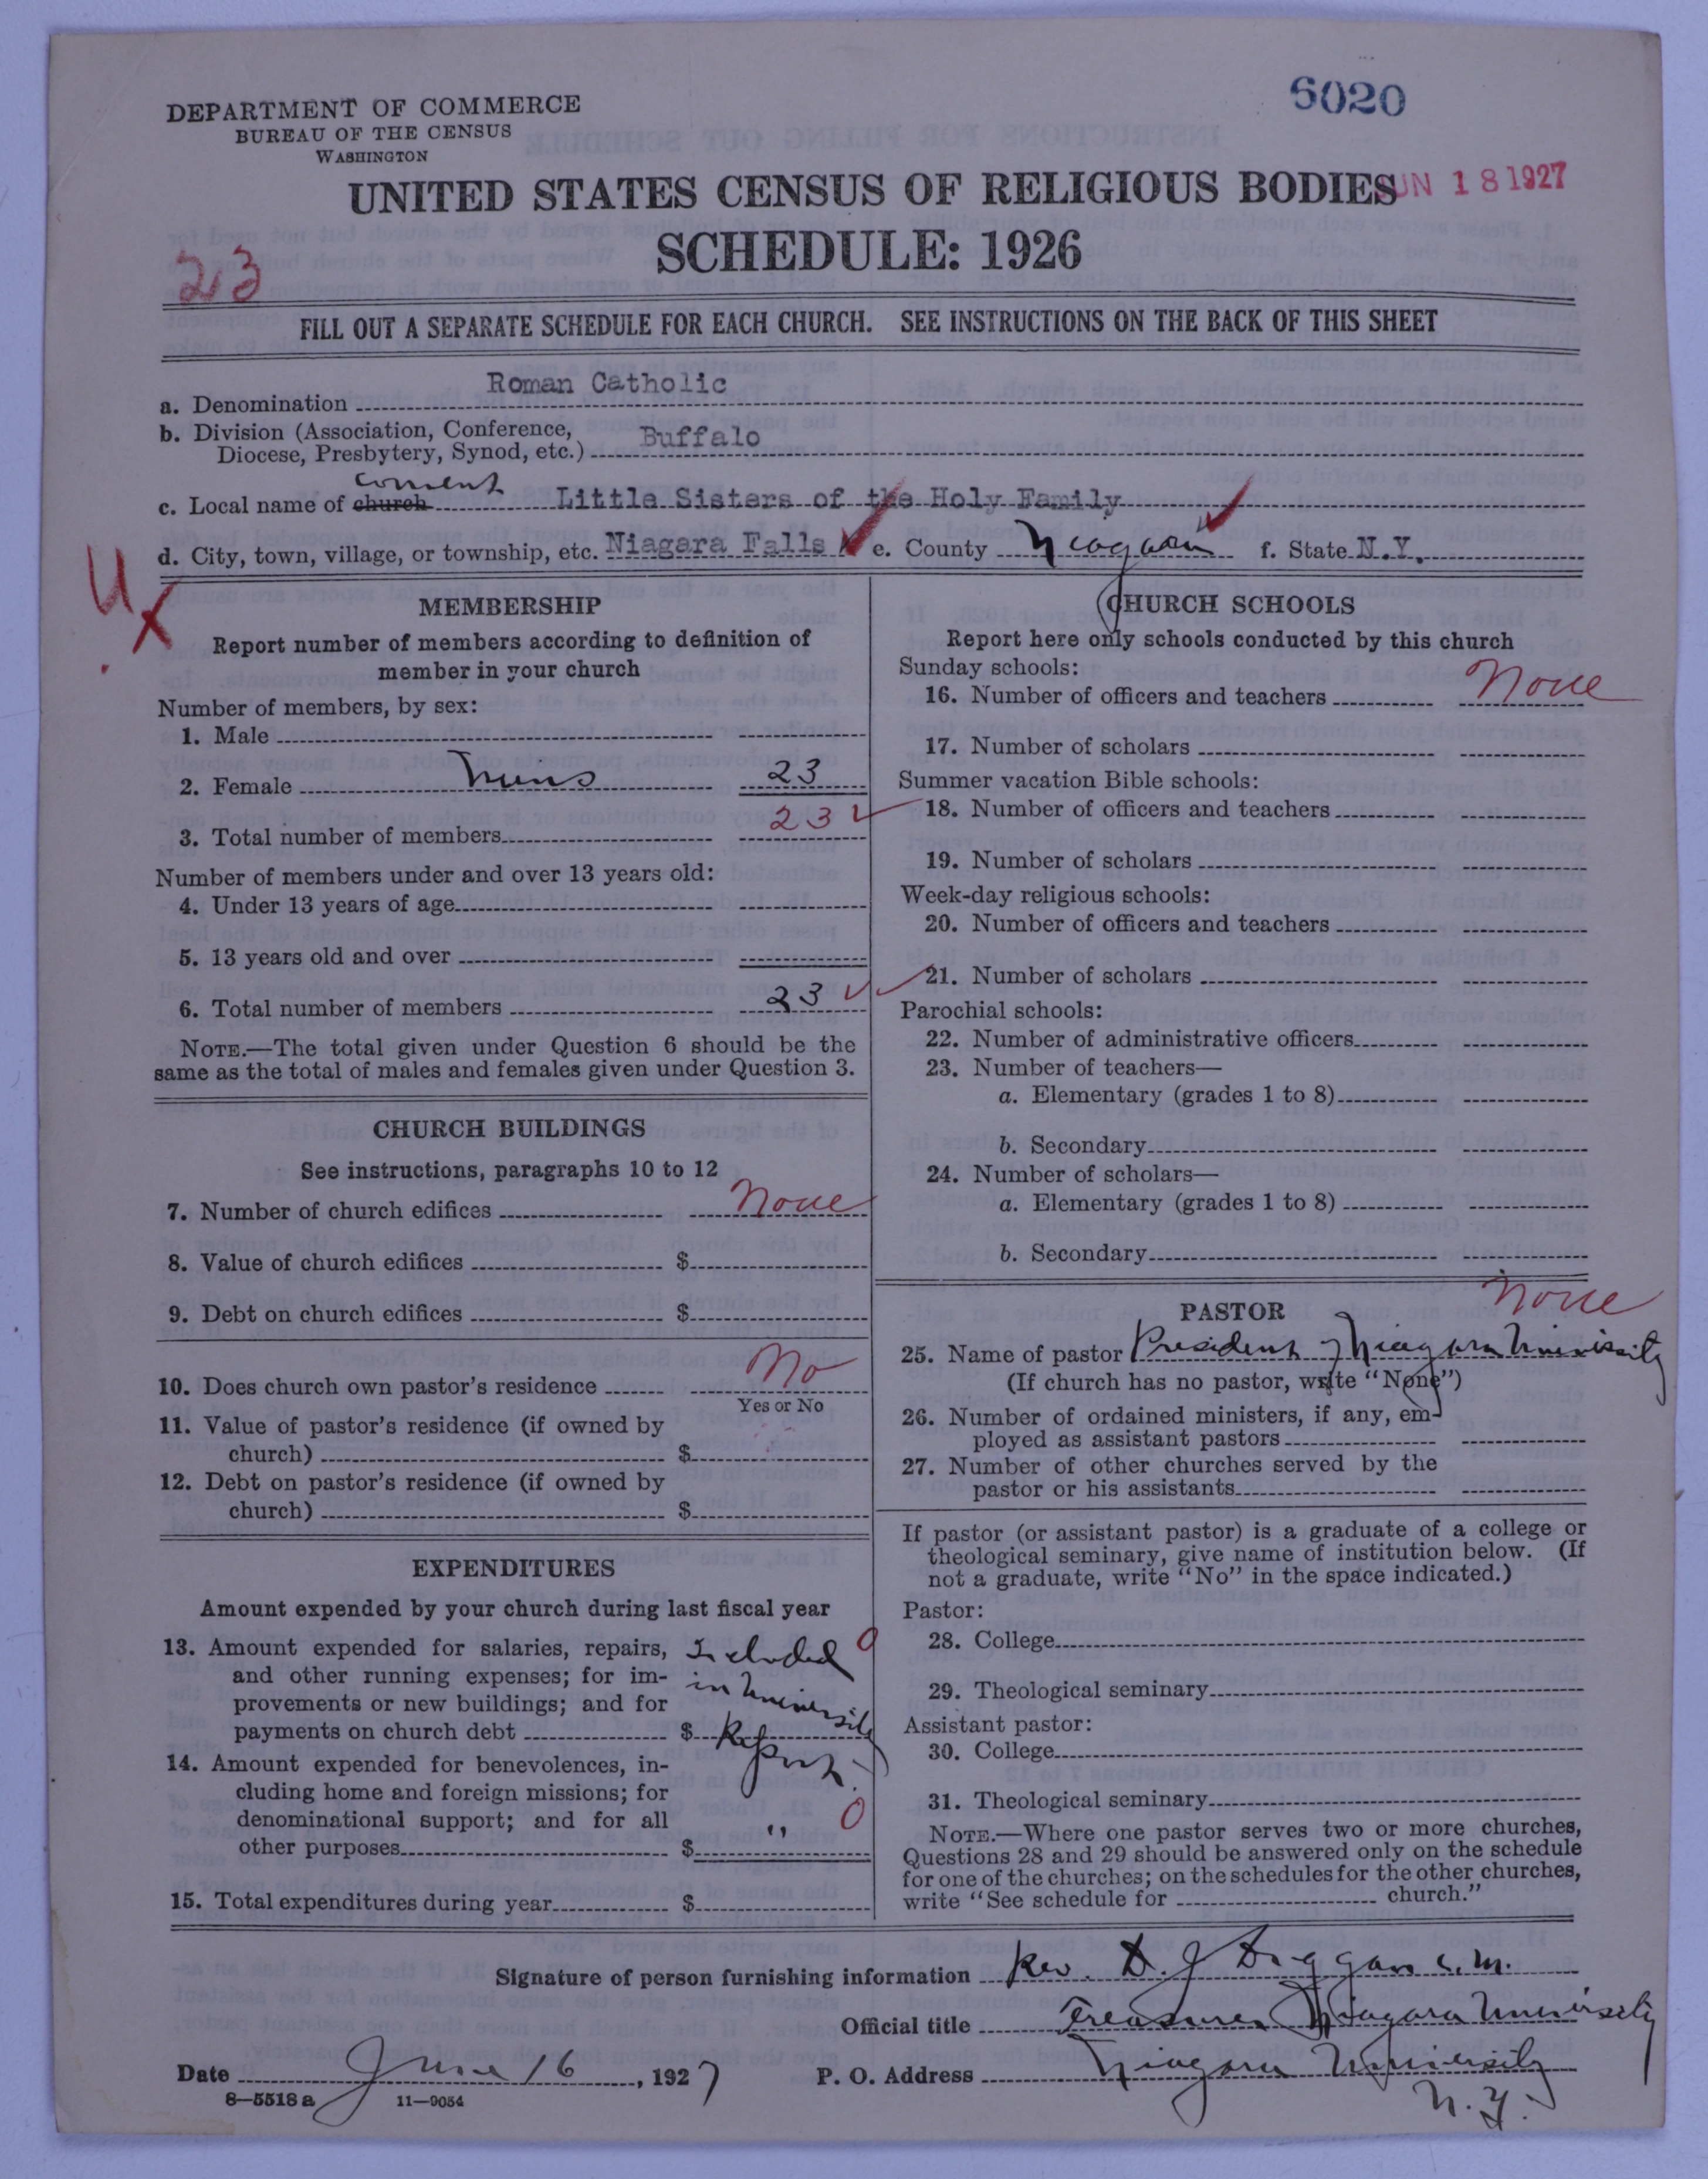 6020
DEPARTMENT OF COMMERCE
BUREAU OF THE CENSUS
WASHINGTON
UNITED STATES CENSUS OF RELIGIOUS BODIES
JUN 18 1927
SCHEDULE: 1926
23
FILL OUT A SEPARATE SCHEDULE FOR EACH CHURCH. SEE INSTRUCTIONS ON THE BACK OF THIS SHEET
a. Denomination Roman Catholic
b. Division (Association, Conference,
Diocese, Presbytery, Synod, etc.) Buffalo
convent
c. Local name of church Little Sisters of the Holy Family
d. City, town, village, or township, etc. Niagara Falls e. County Niagara f. State N.Y.
MEMBERSHIP
Report number of members according to definition of
member in your church
Number of members, by sex:
1. Male
2. Female Nuns 23
3. Total number of members 23
Number of members under and over 13 years old:
4. Under 13 years of age
5. 13 years old and over
6. Total number of members 23
NOTE.—The total given under Question 6 should be the
same as the total of males and females given under Question 3.
CHURCH BUILDINGS
See instructions, paragraphs 10 to 12
7. Number of church edifices None
8. Value of church edifices $
9. Debt on church edifices $
10. Does church own pastor's residence No
Yes or No
11. Value of pastor's residence (if owned by
church) $
12. Debt on pastor's residence (if owned by
church) $
EXPENDITURES
Amount expended by your church during last fiscal year
13. Amount expended for salaries, repairs, Included 0
and other running expenses; for im- in University
provements or new buildings; and for
payments on church debt $ Report.
14. Amount expended for benevolences, in-
cluding home and foreign missions; for
denominational support; and for all " 0
other purposes $
15. Total expenditures during year $
CHURCH SCHOOLS
Report here only schools conducted by this church
Sunday schools:
16. Number of officers and teachers None
17. Number of scholars
Summer vacation Bible schools:
18. Number of officers and teachers
19. Number of scholars
Week-day religious schools:
20. Number of officers and teachers
21. Number of scholars
Parochial schools:
22. Number of administrative officers
23. Number of teachers—
a. Elementary (grades 1 to 8)
b. Secondary
24. Number of scholars—
a. Elementary (grades 1 to 8)
b. Secondary
PASTOR None
25. Name of pastor President of Niagara University
(If church has no pastor, write "None")
26. Number of ordained ministers, if any, em-
ployed as assistant pastors
27. Number of other churches served by the
pastor or his assistants
If pastor (or assistant pastor) is a graduate of a college or
theological seminary, give name of institution below. (If
not a graduate, write "No" in the space indicated.)
Pastor:
28. College
29. Theological seminary
Assistant pastor:
30. College
31. Theological seminary
NOTE.—Where one pastor serves two or more churches,
Questions 28 and 29 should be answered only on the schedule
for one of the churches; on the schedules for the other churches,
write "See schedule for church."
Signature of person furnishing information Rev. D. J. Diggan C.M.
Official title Treasurer Niagara University
Date June 16, 1927 P. O. Address Niagara University
N.Y.
8—5518a 11—9054